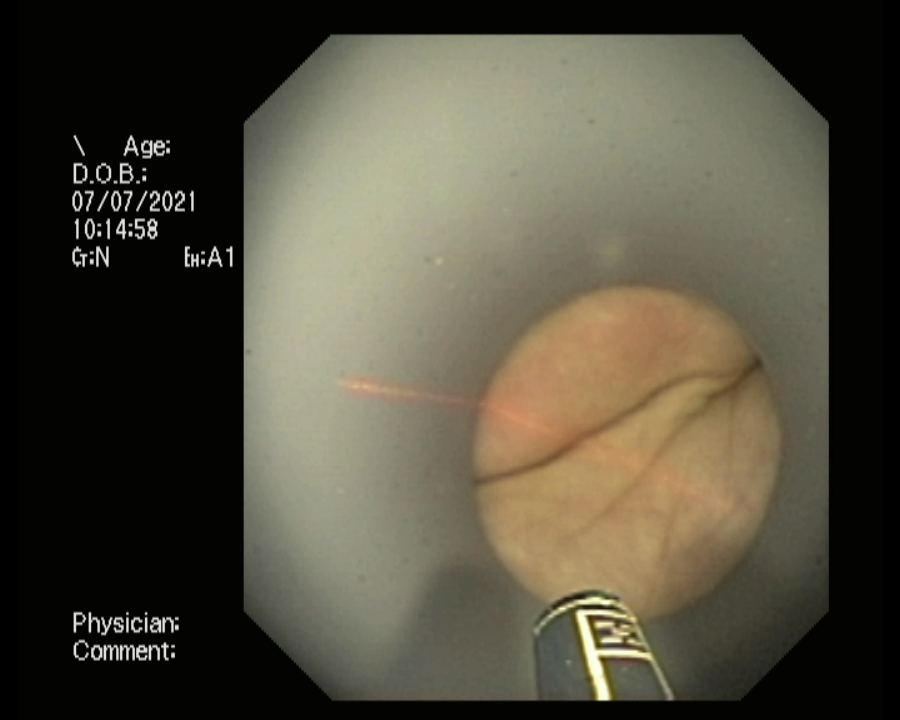 \ Age:
D.O.B.:
07/07/2021
10:14:58
Cr:N EH:A1
Physician:
Comment: